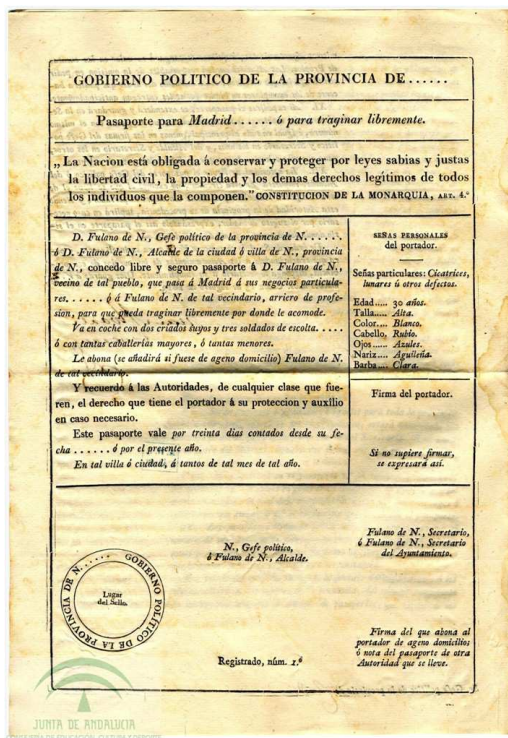 GOBIERNO POLITICO DE LA PROVINCIA DE......
Pasaporte para Madrid...... ó para traginar libremente.
„La Nacion está obligada á conservar y proteger por leyes sabias y justas
la libertad civil, la propiedad y los demas derechos legítimos de todos
los individuos que la componen." CONSTITUCION DE LA MONARQUIA, ART. 4.º
D. Fulano de N., Gefe político de la provincia de N......
ó D. Fulano de N., Alcalde de la ciudad ó villa de N., provincia
de N., concedo libre y seguro pasaporte á D. Fulano de N.,
vecino de tal pueblo, que pasa á Madrid á sus negocios particula-
res...... ó á Fulano de N. de tal vecindario, arriero de profe-
sion, para que pueda traginar libremente por donde le acomode.
Va en coche con dos criados suyos y tres soldados de escolta.....
ó con tantas caballerías mayores, ó tantas menores.
Le abona (se añadirá si fuese de ageno domicilio) Fulano de N.
de tal vecindario.
Y recuerdo á las Autoridades, de cualquier clase que fue-
ren, el derecho que tiene el portador á su proteccion y auxilio
en caso necesario.
Este pasaporte vale por treinta dias contados desde su fe-
cha...... ó por el presente año.
En tal villa ó ciudad, á tantos de tal mes de tal año.
SEÑAS PERSONALES
del portador.
Señas particulares: Cicatrices,
lunares ú otros defectos.
Edad..... 30 años.
Talla..... Alta.
Color.... Blanco.
Cabello. Rubio.
Ojos..... Azules.
Nariz.... Aguileña.
Barba.... Clara.
Firma del portador.
Si no supiere firmar,
se expresará así.
N., Gefe político,
ó Fulano de N., Alcalde.
Fulano de N., Secretario,
ó Fulano de N., Secretario
del Ayuntamiento.
GOBIERNO POLÍTICO DE LA PROVINCIA DE N......
Lugar
del Sello.
Registrado, núm. 1.º
Firma del que abona al
portador de ageno domicilio;
ó nota del pasaporte de otra
Autoridad que se lleve.
JUNTA DE ANDALUCIA
CONSEJERÍA DE EDUCACIÓN, CULTURA Y DEPORTE